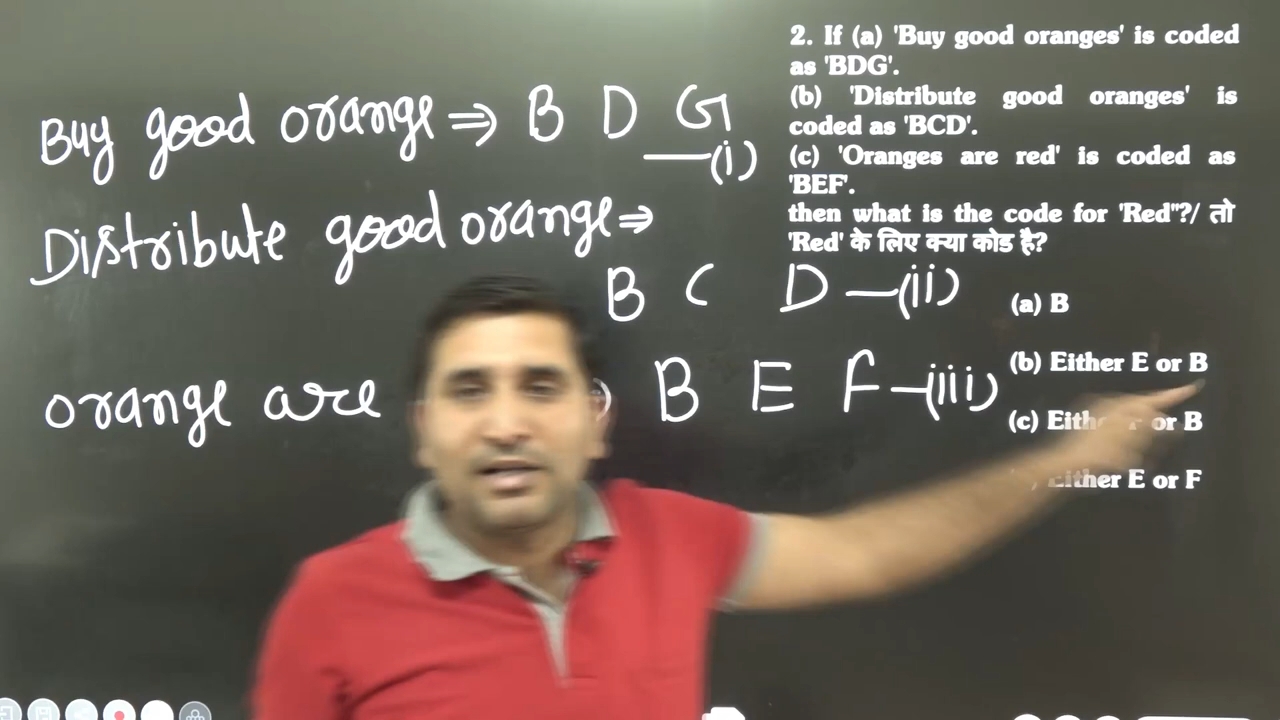 Buy good orange ⇒ B D G
—(i)
Distribute good orange ⇒
B C D —(ii)
orange are B E F —(iii)
2. If (a) 'Buy good oranges' is coded
as 'BDG'.
(b) 'Distribute good oranges' is
coded as 'BCD'.
(c) 'Oranges are red' is coded as
'BEF'.
then what is the code for 'Red"?/ तो
'Red' के लिए क्या कोड है?
(a) B
(b) Either E or B
(c) or B
Either E or F